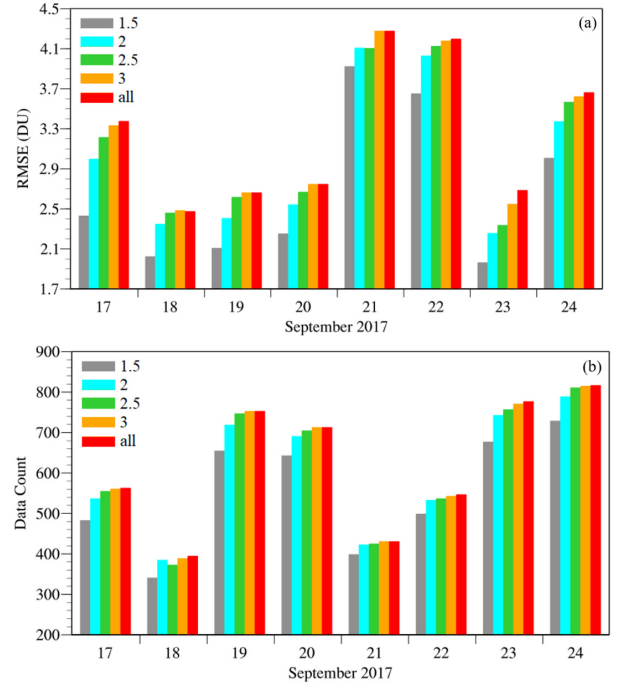 4.5
4.1
3.7
3.3
2.9
2.5
2.1
1.7
RMSE (DU)
1.5
2
2.5
3
all
(a)
17 18 19 20 21 22 23 24
September 2017
900
800
700
600
500
400
300
200
Data Count
1.5
2
2.5
3
all
(b)
17 18 19 20 21 22 23 24
September 2017